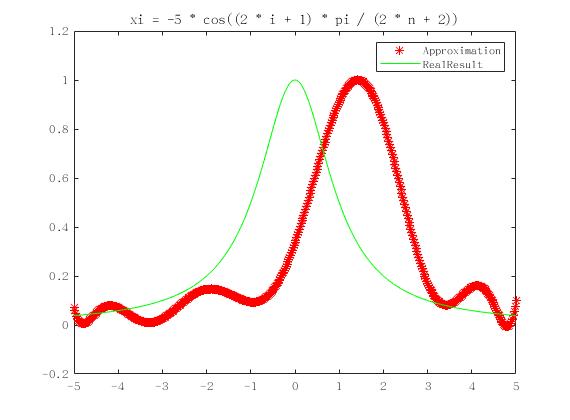 xi = -5 * cos((2 * i + 1) * pi / (2 * n + 2))
1.2
Approximation
RealResult
1
0.8
0.6
0.4
0.2
0
-0.2
-5 -4 -3 -2 -1 0 1 2 3 4 5